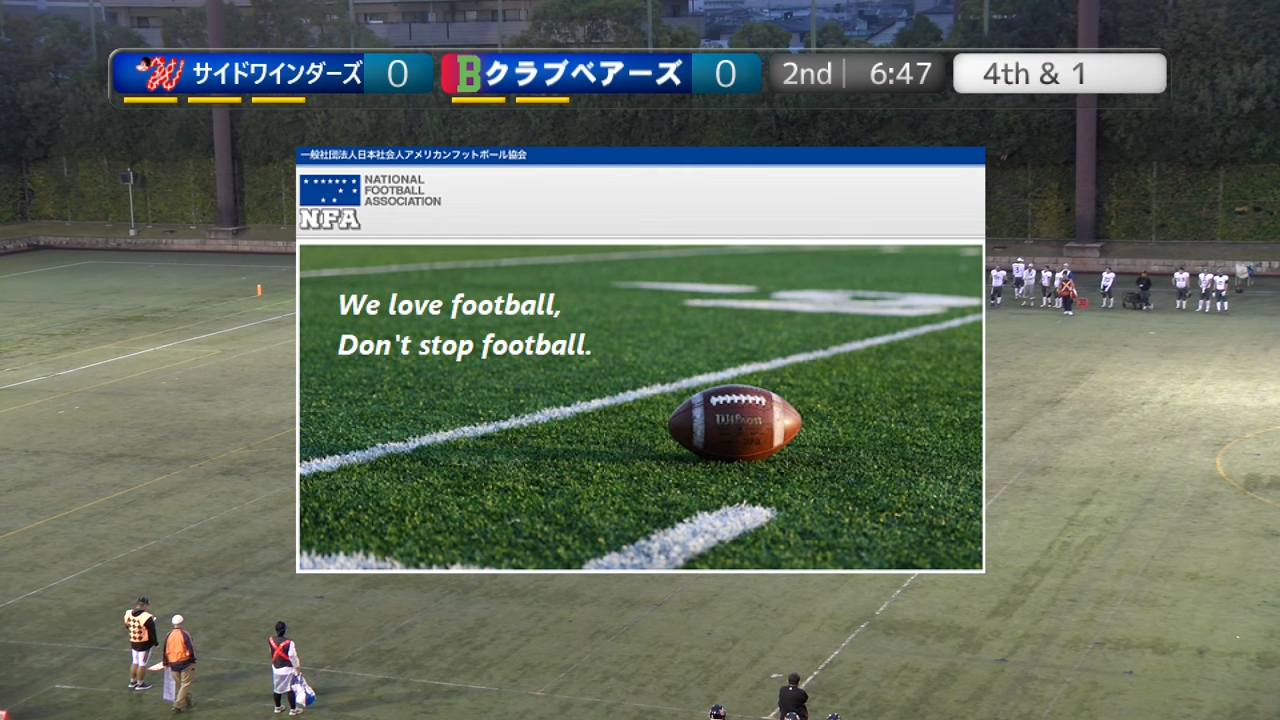 サイドワインダーズ 0 B クラブベアーズ 0 2nd 6:47 4th & 1
一般社団法人日本社会人アメリカンフットボール協会
NFA NATIONAL
FOOTBALL
ASSOCIATION
We love football,
Don't stop football.
Wilson